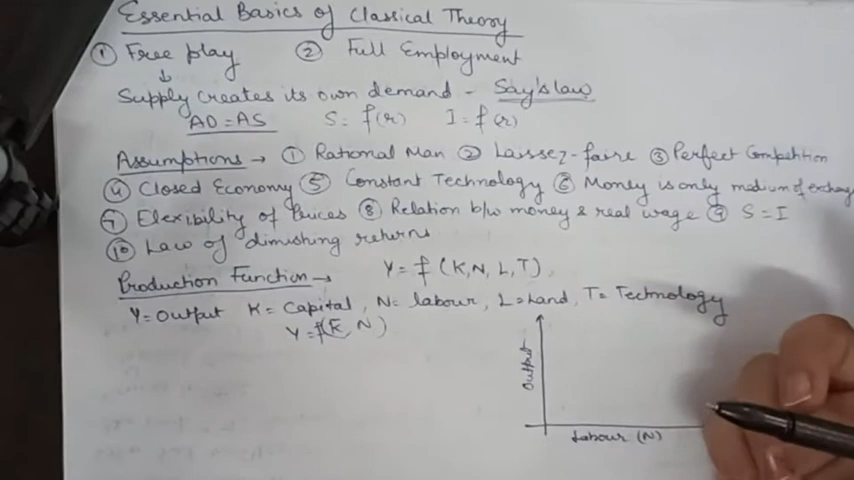 Essential Basics of Classical Theory
① Free play ② Full Employment
↓
Supply creates its own demand - Say's law
AD = AS S = f(r) I = f(r)
Assumptions → ① Rational Man ② Laissez-faire ③ Perfect Competition
④ Closed Economy ⑤ Constant Technology ⑥ Money is only medium of exchange
⑦ Flexibility of Prices ⑧ Relation b/w money & real wage ⑨ S = I
⑩ Law of dimishing returns
Production Function → Y = f (K, N, L, T),
Y = Output K = Capital, N = labour, L = Land, T = Technology
Y = f(K̄, N)
Output
Labour (N)